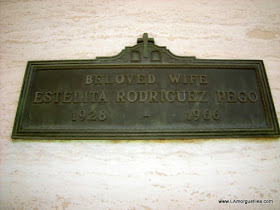 BELOVED WIFE
ESTELITA RODRIGUEZ PEGO
1928 - 1966
www.LAmorguefiles.com